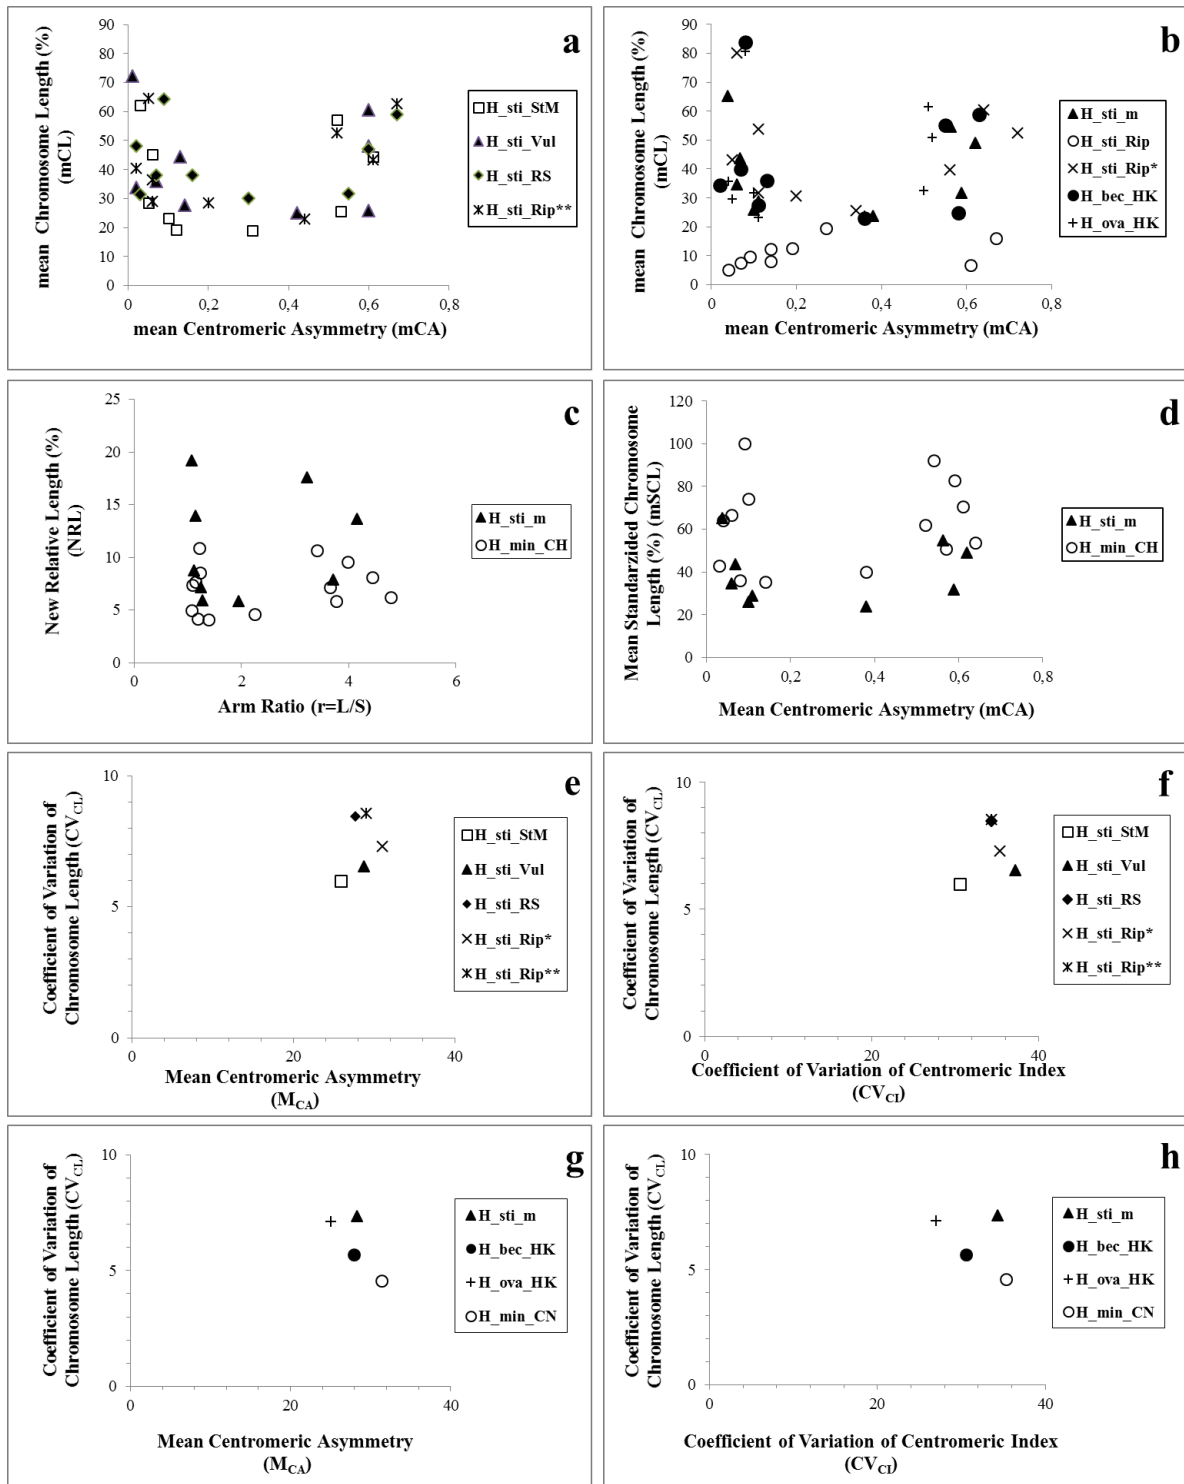 a
mean Chromosome Length (%)
(mCL)
90
80
70
60
50
40
30
20
10
0
0
0,2
0,4
0,6
0,8
mean Centromeric Asymmetry (mCA)
H_sti_StM
H_sti_Vul
H_sti_RS
H_sti_Rip**
b
mean Chromosome Length (%)
(mCL)
90
80
70
60
50
40
30
20
10
0
0
0,2
0,4
0,6
0,8
mean Centromeric Asymmetry (mCA)
H_sti_m
H_sti_Rip
H_sti_Rip*
H_bec_HK
H_ova_HK
c
New Relative Length (%)
(NRL)
25
20
15
10
5
0
0
2
4
6
Arm Ratio (r=L/S)
H_sti_m
H_min_CH
d
Mean Standarzided Chromosome
Length (%) (mSCL)
120
100
80
60
40
20
0
0
0,2
0,4
0,6
0,8
Mean Centromeric Asymmetry (mCA)
H_sti_m
H_min_CH
e
Coefficient of Variation of
Chromosome Length (CVCL)
10
5
0
0
20
40
Mean Centromeric Asymmetry
(MCA)
H_sti_StM
H_sti_Vul
H_sti_RS
H_sti_Rip*
H_sti_Rip**
f
Coefficient of Variation of
Chromosome Length (CVCL)
10
5
0
0
20
40
Coefficient of Variation of Centromeric Index
(CVCI)
H_sti_StM
H_sti_Vul
H_sti_RS
H_sti_Rip*
H_sti_Rip**
g
Coefficient of Variation of
Chromosome Length (CVCL)
10
5
0
0
20
40
Mean Centromeric Asymmetry
(MCA)
H_sti_m
H_bec_HK
H_ova_HK
H_min_CN
h
Coefficient of Variation of
Chromosome Length (CVCL)
10
5
0
0
20
40
Coefficient of Variation of Centromeric Index
(CVCI)
H_sti_m
H_bec_HK
H_ova_HK
H_min_CN